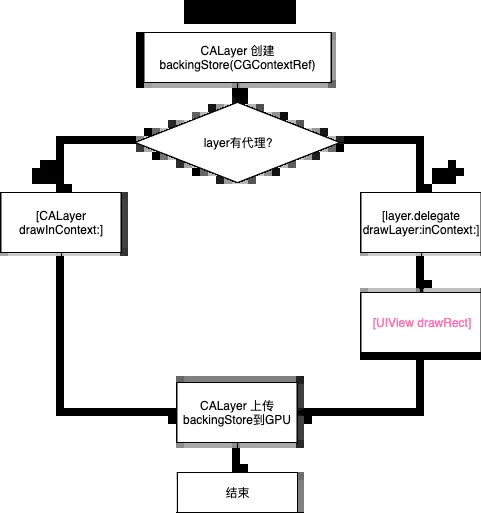 CALayer 创建
backingStore(CGContextRef)
layer有代理?
[CALayer
drawInContext:]
[layer.delegate
drawLayer:inContext:]
[UIView drawRect]
CALayer 上传
backingStore到GPU
结束